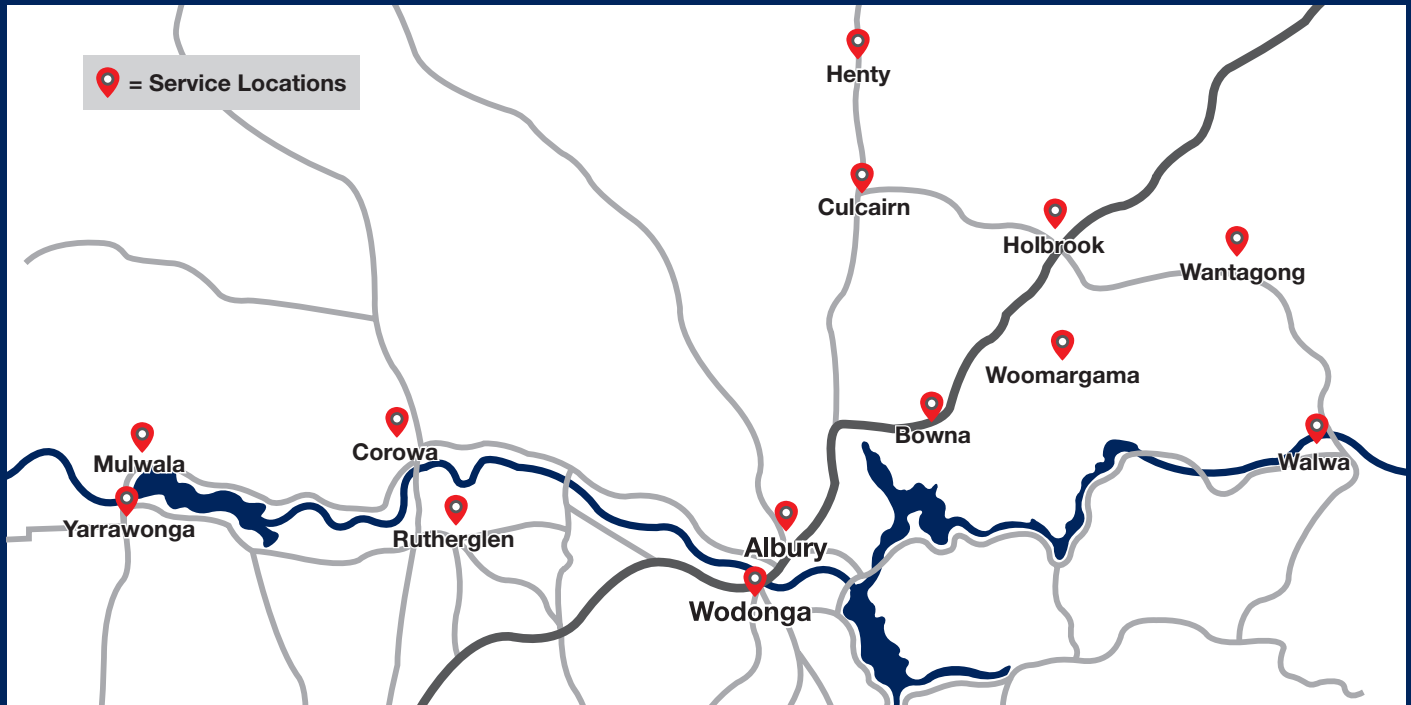 = Service Locations
Henty
Culcairn
Holbrook
Wantagong
Woomargama
Bowna
Corowa
Mulwala
Walwa
Yarrawonga
Rutherglen
Albury
Wodonga